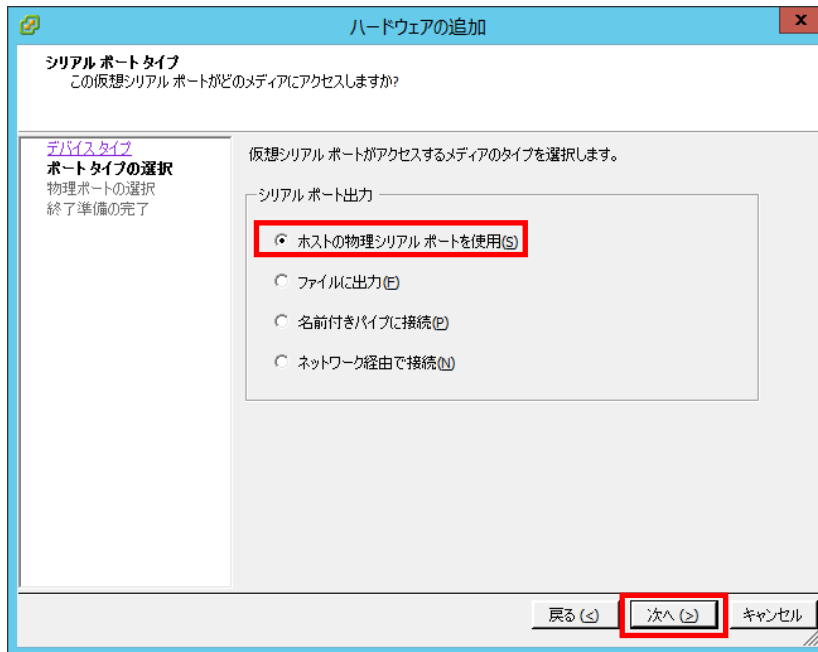 ハードウェアの追加
x
シリアル ポート タイプ
この仮想シリアル ポートがどのメディアにアクセスしますか?
デバイス タイプ
ポート タイプの選択
物理ポートの選択
終了準備の完了
仮想シリアル ポートがアクセスするメディアのタイプを選択します。
シリアル ポート出力
ホストの物理シリアル ポートを使用(S)
ファイルに出力(F)
名前付きパイプに接続(P)
ネットワーク経由で接続(N)
戻る (<) 次へ (>) キャンセル